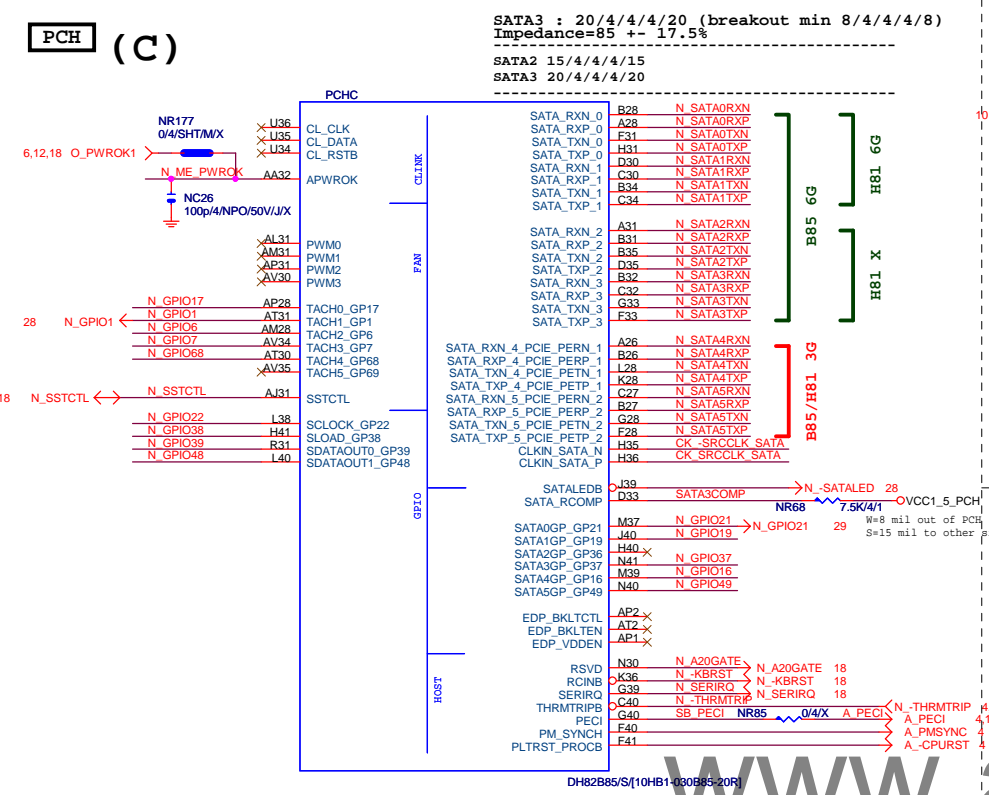 PCH (C)
SATA3 : 20/4/4/4/20 (breakout min 8/4/4/4/8)
Impedance=85 +- 17.5%
SATA2 15/4/4/4/15
SATA3 20/4/4/4/20
PCHC
NR177
0/4/SHT/M/X
6,12,18 O_PWROK1
N_ME_PWROK
NC26
100p/4/NPO/50V/J/X
U36 CL_CLK
U35 CL_DATA
U34 CL_RSTB
AA32 APWROK
CLINK
AL31 PWM0
AM31 PWM1
AP31 PWM2
AV30 PWM3
FAN
N_GPIO17 AP28 TACH0_GP17
28 N_GPIO1 N_GPIO1 AT31 TACH1_GP1
N_GPIO6 AM28 TACH2_GP6
N_GPIO7 AV34 TACH3_GP7
N_GPIO68 AT30 TACH4_GP68
AV35 TACH5_GP69
18 N_SSTCTL N_SSTCTL AJ31 SSTCTL
N_GPIO22 L38 SCLOCK_GP22
N_GPIO38 H41 SLOAD_GP38
N_GPIO39 R31 SDATAOUT0_GP39
N_GPIO48 L40 SDATAOUT1_GP48
GPIO
HOST
SATA_RXN_0 B28 N_SATA0RXN
SATA_RXP_0 A28 N_SATA0RXP
SATA_TXN_0 F31 N_SATA0TXN
SATA_TXP_0 H31 N_SATA0TXP
SATA_RXN_1 D30 N_SATA1RXN
SATA_RXP_1 C30 N_SATA1RXP
SATA_TXN_1 B34 N_SATA1TXN
SATA_TXP_1 C34 N_SATA1TXP
SATA_RXN_2 A31 N_SATA2RXN
SATA_RXP_2 B31 N_SATA2RXP
SATA_TXN_2 B35 N_SATA2TXN
SATA_TXP_2 D35 N_SATA2TXP
SATA_RXN_3 B32 N_SATA3RXN
SATA_RXP_3 C32 N_SATA3RXP
SATA_TXN_3 G33 N_SATA3TXN
SATA_TXP_3 F33 N_SATA3TXP
B85 6G
H81 6G
H81 X
10
SATA_RXN_4_PCIE_PERN_1 A26 N_SATA4RXN
SATA_RXP_4_PCIE_PERP_1 B26 N_SATA4RXP
SATA_TXN_4_PCIE_PETN_1 L28 N_SATA4TXN
SATA_TXP_4_PCIE_PETP_1 K28 N_SATA4TXP
SATA_RXN_5_PCIE_PERN_2 C27 N_SATA5RXN
SATA_RXP_5_PCIE_PERP_2 B27 N_SATA5RXP
SATA_TXN_5_PCIE_PETN_2 G28 N_SATA5TXN
SATA_TXP_5_PCIE_PETP_2 F28 N_SATA5TXP
B85/H81 3G
CLKIN_SATA_N H35 CK_-SRCCLK_SATA
CLKIN_SATA_P H36 CK_SRCCLK_SATA
SATALEDB J39 N_-SATALED 28
SATA_RCOMP D33 SATA3COMP NR68 7.5K/4/1 VCC1_5_PCH
W=8 mil out of PCH
S=15 mil to other
SATA0GP_GP21 M37 N_GPIO21 N_GPIO21 29
SATA1GP_GP19 J40 N_GPIO19
SATA2GP_GP36 H40
SATA3GP_GP37 N41 N_GPIO37
SATA4GP_GP16 M39 N_GPIO16
SATA5GP_GP49 N40 N_GPIO49
EDP_BKLTCTL AP2
EDP_BKLTEN AT2
EDP_VDDEN AP1
RSVD N30 N_A20GATE N_A20GATE 18
RCINB K36 N_-KBRST N_-KBRST 18
SERIRQ G39 N_SERIRQ N_SERIRQ 18
THRMTRIPB C40 N_-THRMTRIP N_-THRMTRIP 4
PECI G40 SB_PECI NR85 0/4/X A_PECI A_PECI 4,1
PM_SYNCH F40 A_PMSYNC 4
PLTRST_PROCB F41 A_-CPURST 4
DH82B85/S/[10HB1-030B85-20R]
www